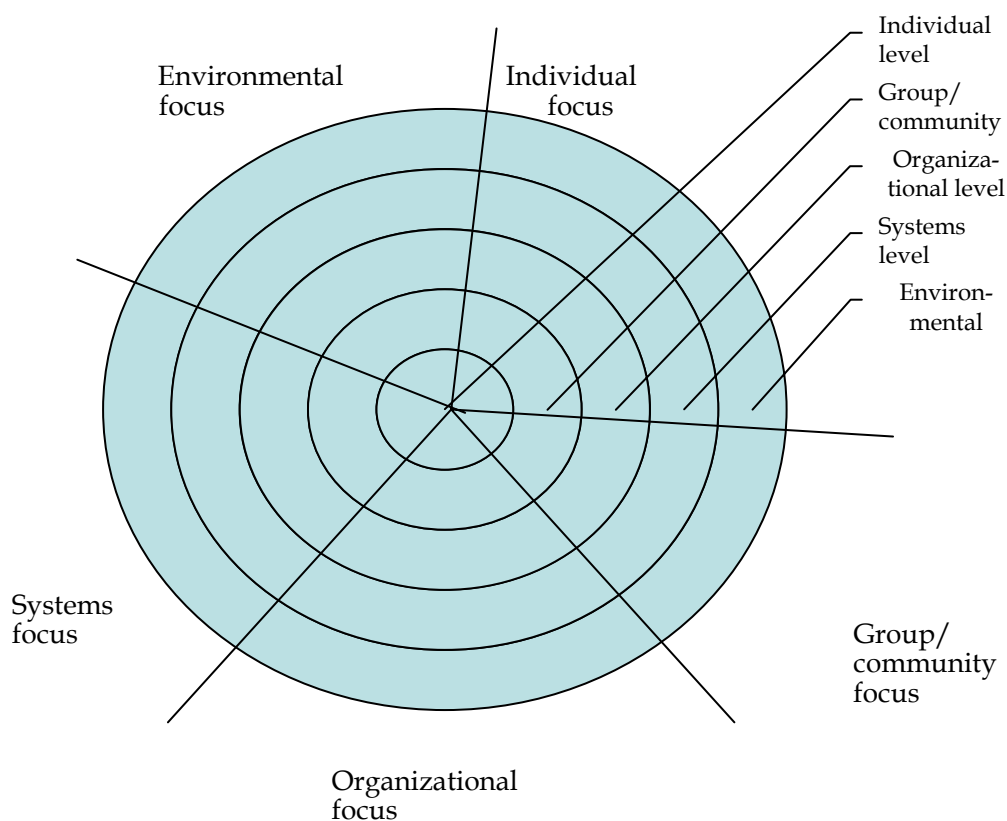 Environmental
focus
Individual
focus
Individual
level
Group/
community
Organiza-
tional level
Systems
level
Environ-
mental
Systems
focus
Group/
community
focus
Organizational
focus